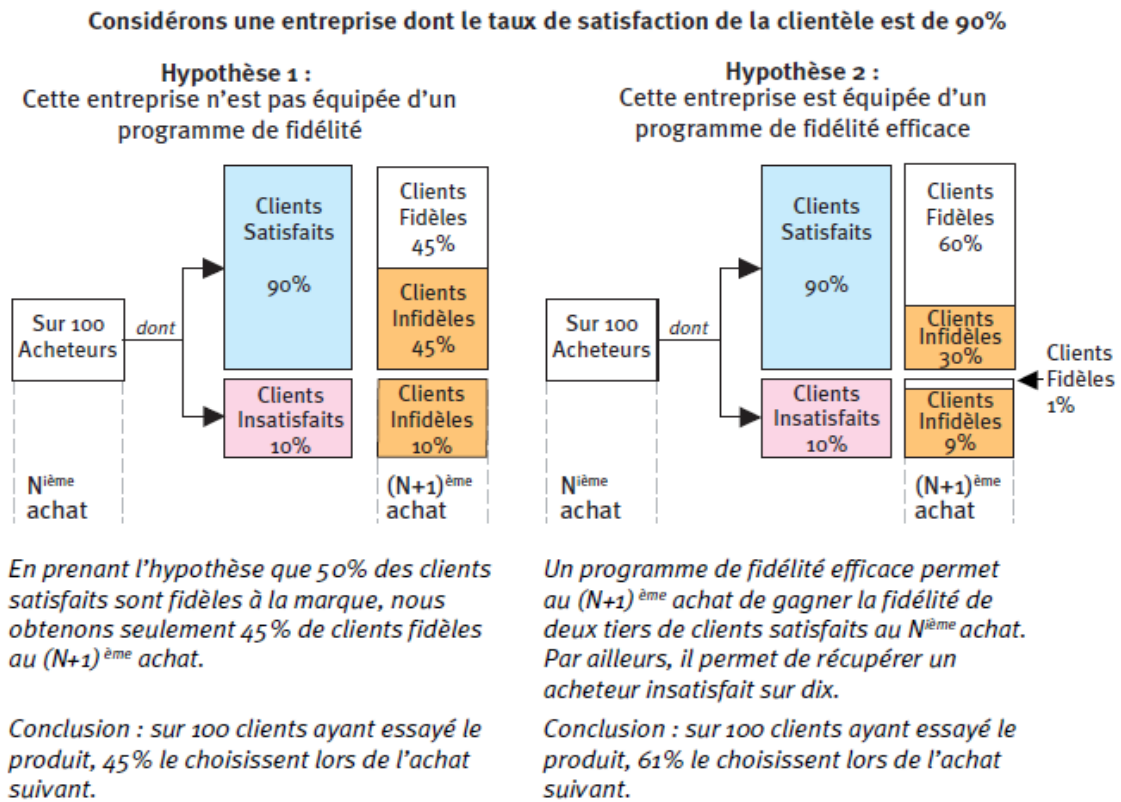 Considérons une entreprise dont le taux de satisfaction de la clientèle est de 90%
Hypothèse 1 :
Cette entreprise n'est pas équipée d'un
programme de fidélité
Sur 100
Acheteurs
dont
Clients
Satisfaits
90%
Clients
Insatisfaits
10%
Clients
Fidèles
45%
Clients
Infidèles
45%
Clients
Infidèles
10%
Nième
achat
(N+1)ème
achat
En prenant l'hypothèse que 50% des clients
satisfaits sont fidèles à la marque, nous
obtenons seulement 45% de clients fidèles
au (N+1) ème achat.
Conclusion : sur 100 clients ayant essayé le
produit, 45% le choisissent lors de l'achat
suivant.
Hypothèse 2 :
Cette entreprise est équipée d'un
programme de fidélité efficace
Sur 100
Acheteurs
dont
Clients
Satisfaits
90%
Clients
Insatisfaits
10%
Clients
Fidèles
60%
Clients
Infidèles
30%
Clients
Fidèles
1%
Clients
Infidèles
9%
Nième
achat
(N+1)ème
achat
Un programme de fidélité efficace permet
au (N+1) ème achat de gagner la fidélité de
deux tiers de clients satisfaits au Nième achat.
Par ailleurs, il permet de récupérer un
acheteur insatisfait sur dix.
Conclusion : sur 100 clients ayant essayé le
produit, 61% le choisissent lors de l'achat
suivant.